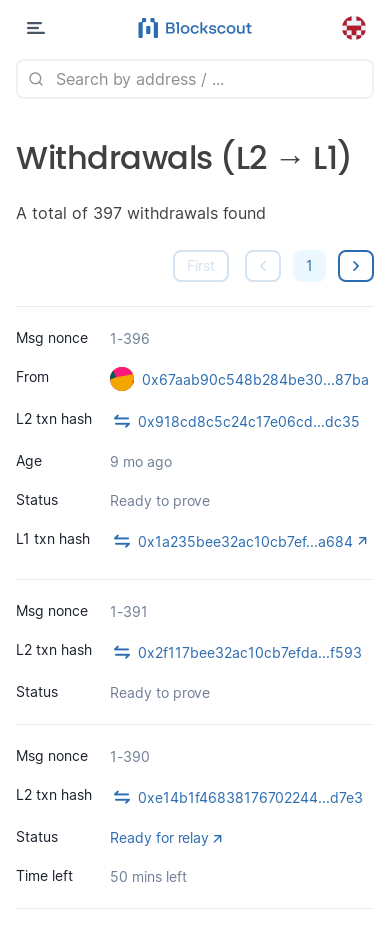 Blockscout
Search by address / ...
Withdrawals (L2 → L1)
A total of 397 withdrawals found
First < 1 >
Msg nonce 1-396
From 0x67aab90c548b284be30...87ba
L2 txn hash 0x918cd8c5c24c17e06cd...dc35
Age 9 mo ago
Status Ready to prove
L1 txn hash 0x1a235bee32ac10cb7ef...a684
Msg nonce 1-391
L2 txn hash 0x2f117bee32ac10cb7efda...f593
Status Ready to prove
Msg nonce 1-390
L2 txn hash 0xe14b1f46838176702244...d7e3
Status Ready for relay
Time left 50 mins left